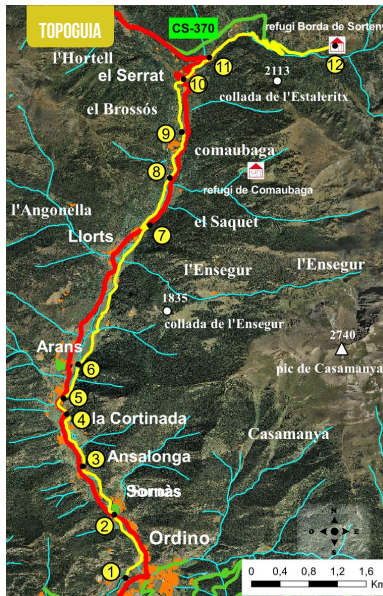 TOPOGUIA
CS-370
refugi Borda de Sorteny
l'Hortell
11
12
el Serrat
2113
10
collada de l'Estaleritx
el Brossós
9
comaubaga
8
refugi de Comaubaga
l'Angonella
el Saquet
7
Llorts
l'Ensegur
l'Ensegur
1835
collada de l'Ensegur
2740
Arans
6
pic de Casamanya
5
4
la Cortinada
Casamanya
3
Ansalonga
Sornàs
2
Ordino
N
O
E
S
1
0 0,4 0,8 1,2 1,6
Km